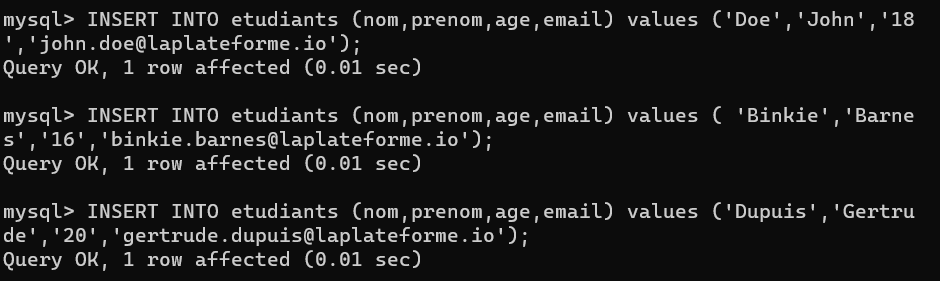 mysql> INSERT INTO etudiants (nom,prenom,age,email) values ('Doe','John','18
','john.doe@laplateforme.io');
Query OK, 1 row affected (0.01 sec)
mysql> INSERT INTO etudiants (nom,prenom,age,email) values ( 'Binkie','Barne
s','16','binkie.barnes@laplateforme.io');
Query OK, 1 row affected (0.01 sec)
mysql> INSERT INTO etudiants (nom,prenom,age,email) values ('Dupuis','Gertru
de','20','gertrude.dupuis@laplateforme.io');
Query OK, 1 row affected (0.01 sec)